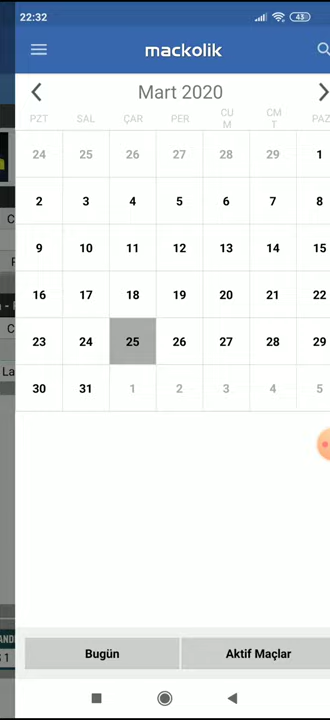 22:32
43
mackolik
Mart 2020
PZT SAL ÇAR PER CU CM PAZ
M T
24 25 26 27 28 29 1
2 3 4 5 6 7 8
9 10 11 12 13 14 15
16 17 18 19 20 21 22
23 24 25 26 27 28 29
30 31 1 2 3 4 5
Bugün Aktif Maçlar